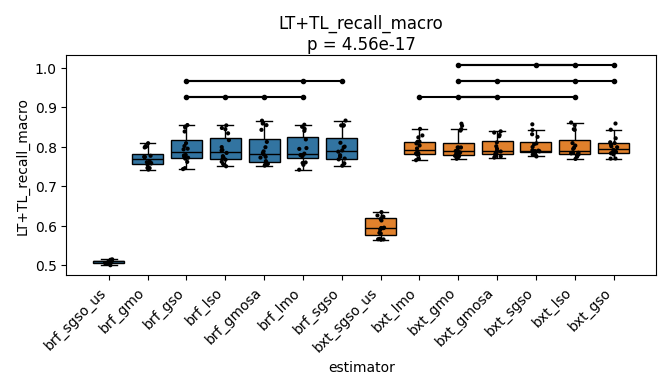 LT+TL_recall_macro
p = 4.56e-17
LT+TL_recall_macro
1.0
0.9
0.8
0.7
0.6
0.5
brf_sgso_us
brf_gmo
brf_gso
brf_lso
brf_gmosa
brf_lmo
brf_sgso
bxt_sgso_us
bxt_lmo
bxt_gmo
bxt_gmosa
bxt_sgso
bxt_lso
bxt_gso
estimator